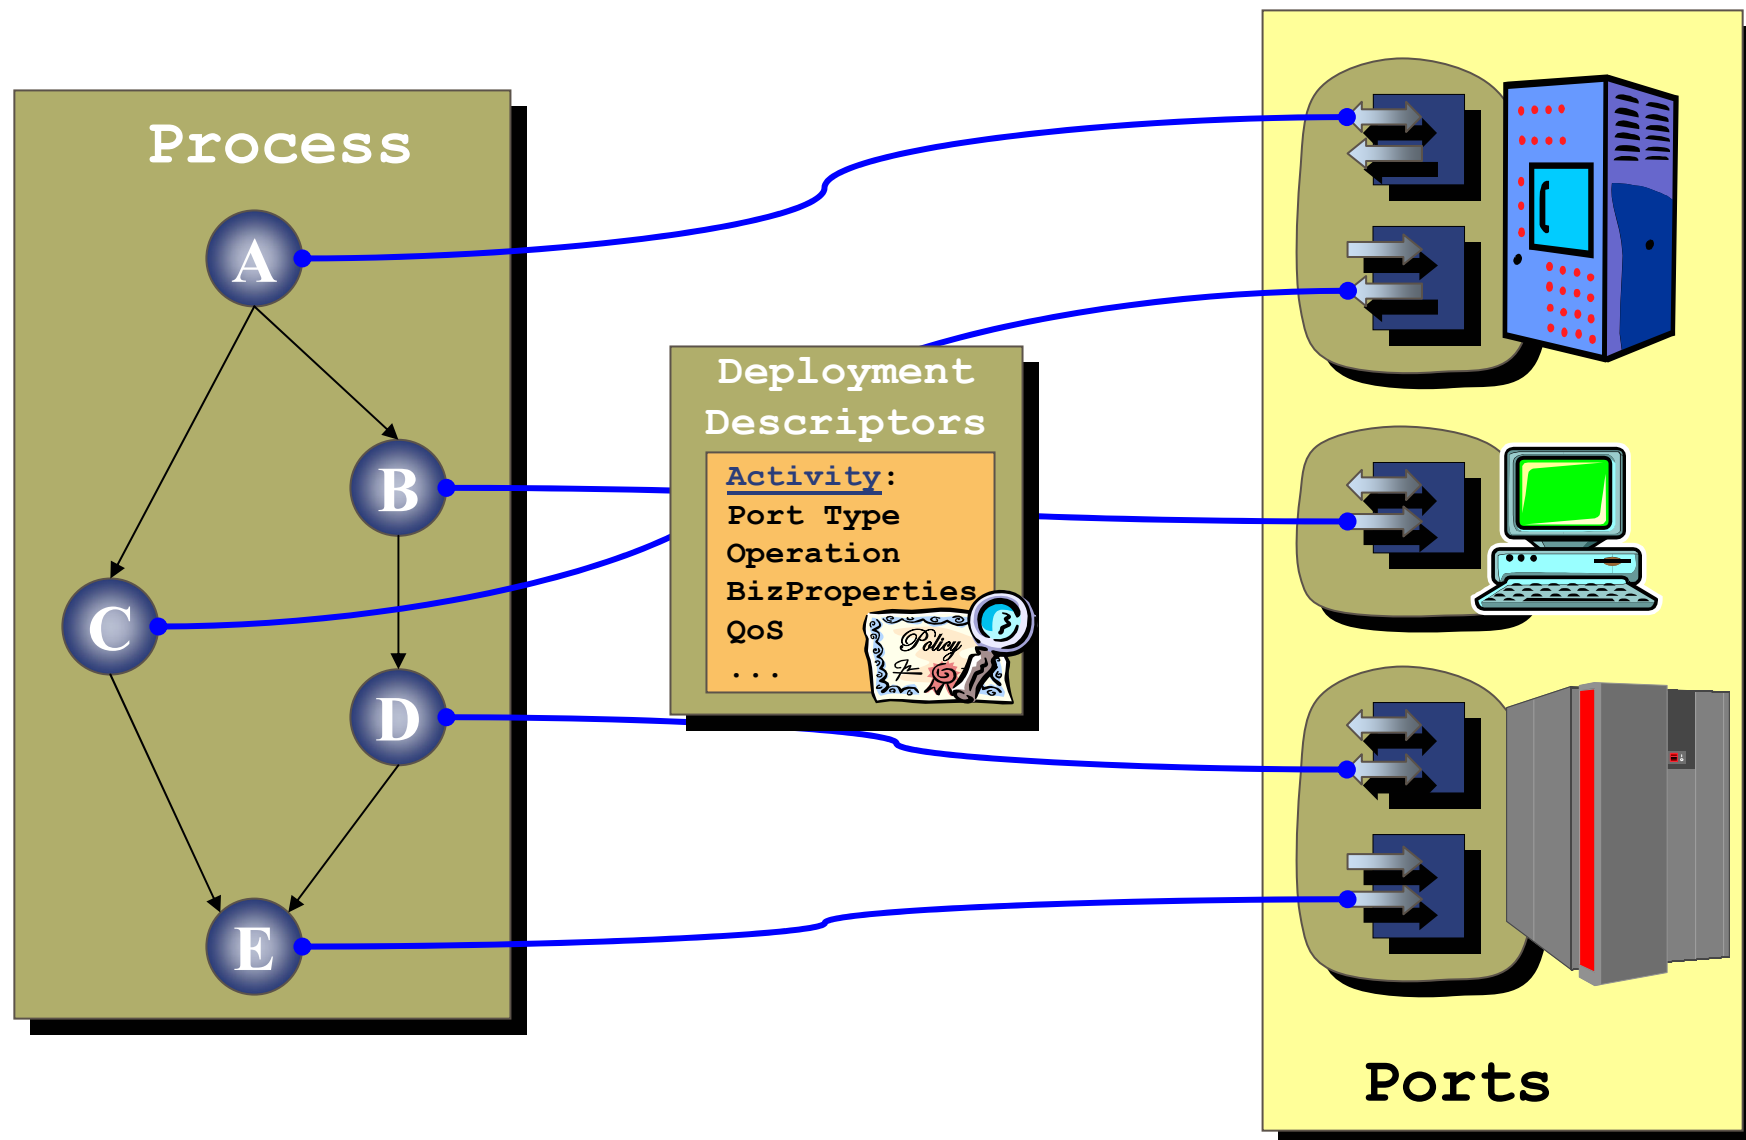 Process
A
B
C
D
E
Deployment
Descriptors
Activity:
Port Type
Operation
BizProperties
QoS
...
Policy
Ports